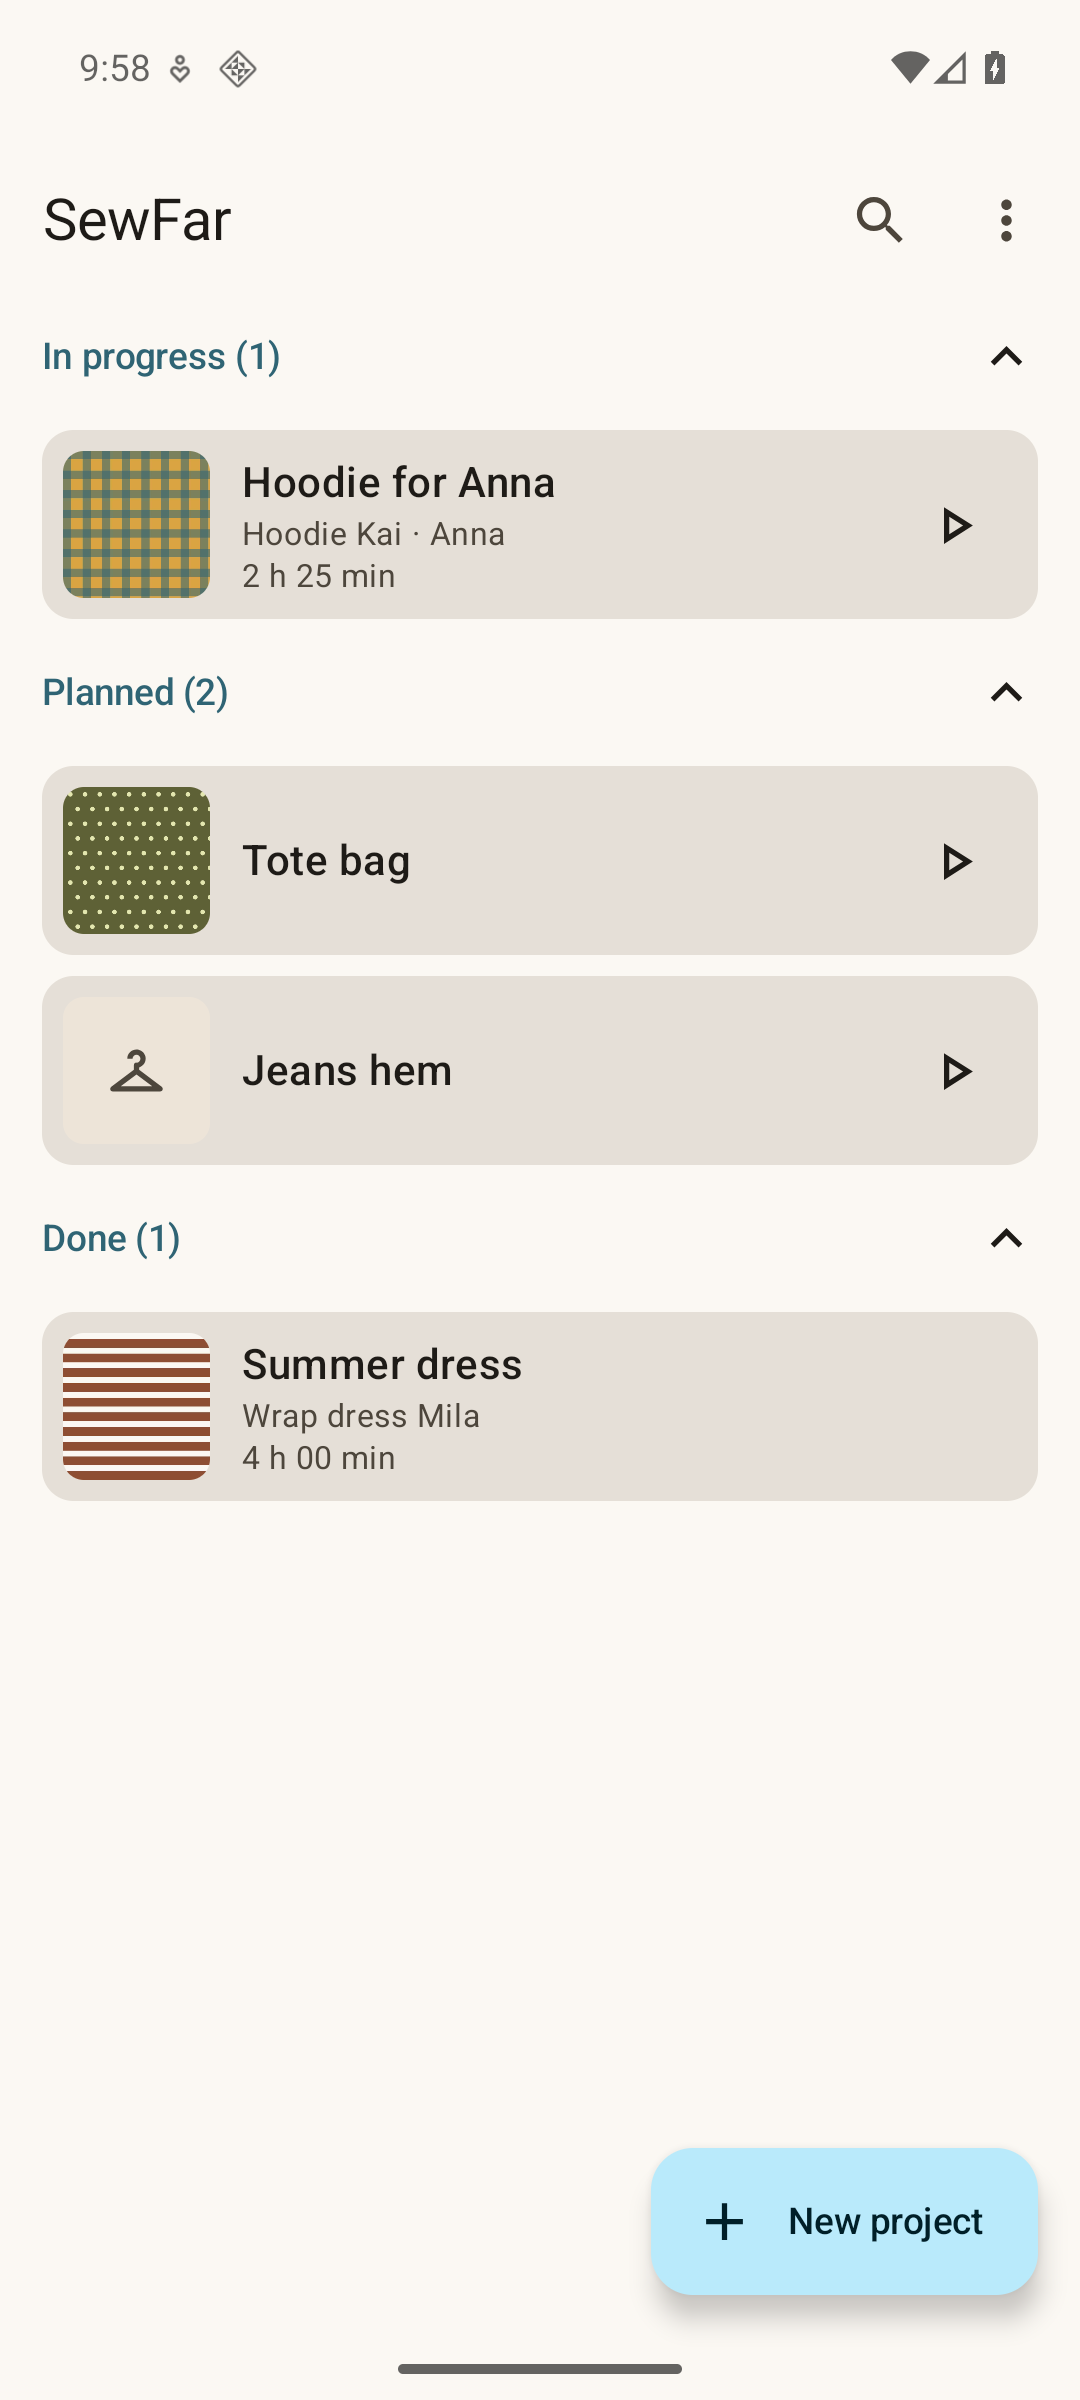 9:58
SewFar
In progress (1)
Hoodie for Anna
Hoodie Kai · Anna
2 h 25 min
Planned (2)
Tote bag
Jeans hem
Done (1)
Summer dress
Wrap dress Mila
4 h 00 min
New project